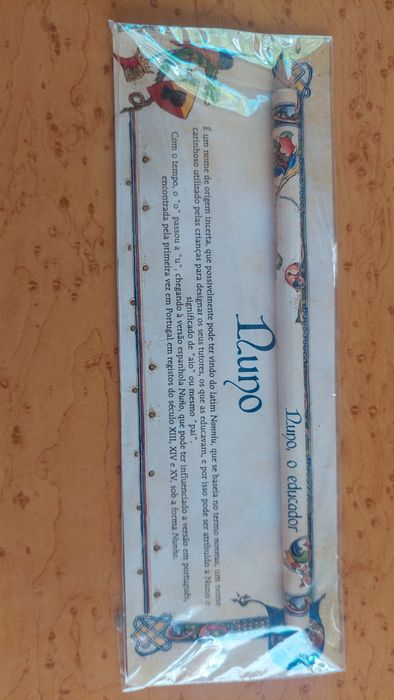 Nuno, o educador
Nuno
É um nome de origem incerta, que possivelmente pode ter vindo do latim Nonniu, que se baseia no termo nonnus, um nome
carinhoso utilizado pelas crianças para designar os seus tutores, os que as educavam, e por isso pode ser atribuído a Nuno o
significado de "aio" ou mesmo "pai".
Com o tempo, o "o" passou a "u", chegando à versão espanhola Nuño, que pode ter influenciado a versão em português,
encontrada pela primeira vez em Portugal em registos do século XIII, XIV e XV, sob a forma Nunho.